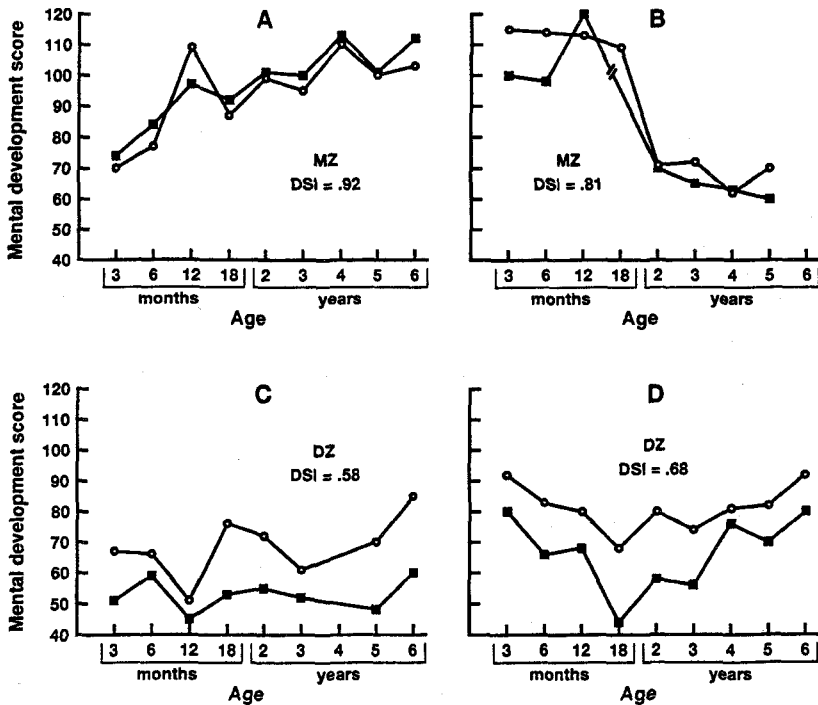 A
B
Mental development score
120
110
100
90
80
70
60
50
40
MZ
DSI = .92
MZ
DSI = .81
3 6 12 18 2 3 4 5 6
months years
Age
3 6 12 18 2 3 4 5 6
months years
Age
C
D
Mental development score
120
110
100
90
80
70
60
50
40
DZ
DSI = .58
DZ
DSI = .68
3 6 12 18 2 3 4 5 6
months years
Age
3 6 12 18 2 3 4 5 6
months years
Age